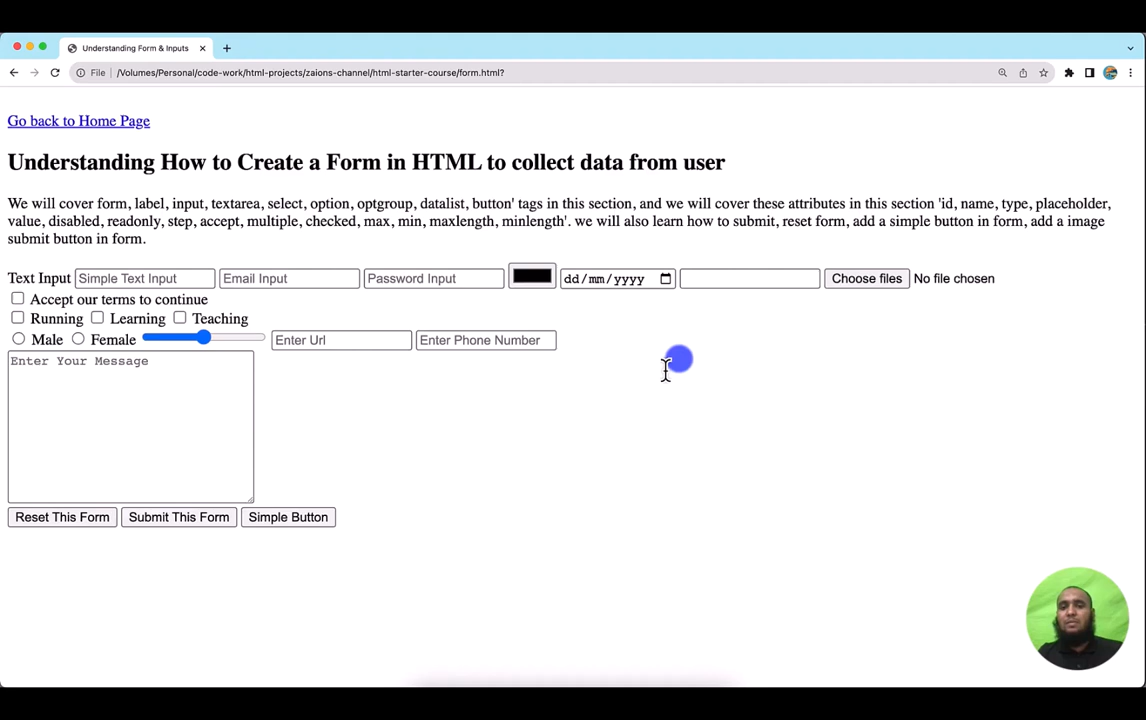 Understanding Form & Inputs
File /Volumes/Personal/code-work/html-projects/zaions-channel/html-starter-course/form.html?
Go back to Home Page
Understanding How to Create a Form in HTML to collect data from user
We will cover form, label, input, textarea, select, option, optgroup, datalist, button' tags in this section, and we will cover these attributes in this section 'id, name, type, placeholder,
value, disabled, readonly, step, accept, multiple, checked, max, min, maxlength, minlength'. we will also learn how to submit, reset form, add a simple button in form, add a image
submit button in form.
Text Input Simple Text Input Email Input Password Input dd/mm/yyyy Choose files No file chosen
Accept our terms to continue
Running Learning Teaching
Male Female Enter Url Enter Phone Number
Enter Your Message
Reset This Form Submit This Form Simple Button